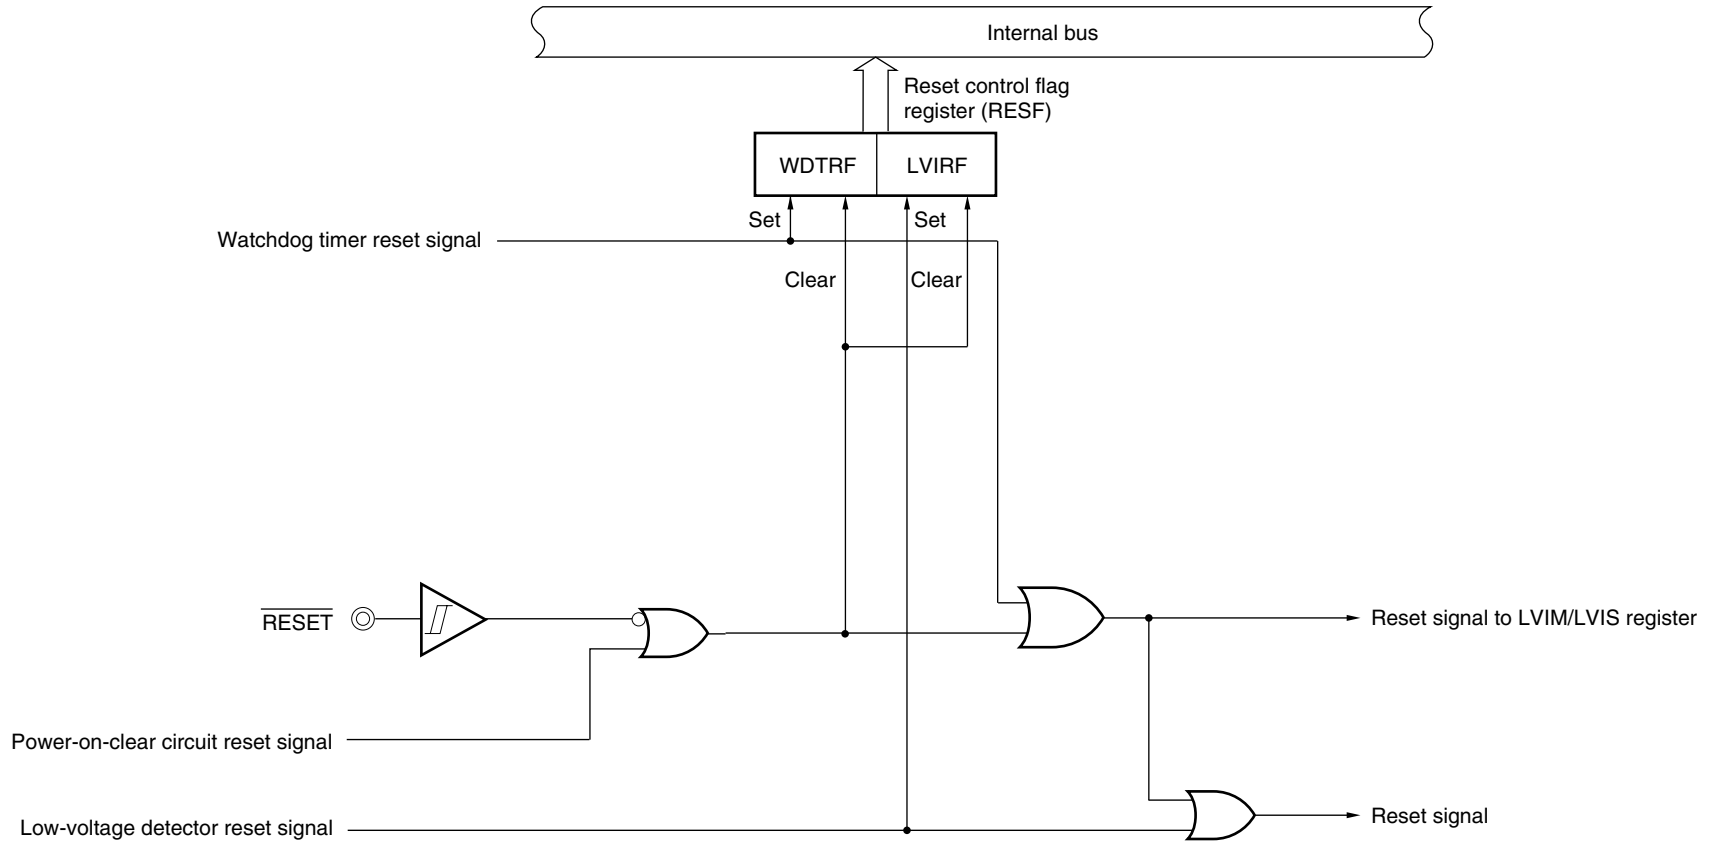 Internal bus
Reset control flag
register (RESF)
WDTRF
LVIRF
Set
Set
Watchdog timer reset signal
Clear
Clear
RESET
Reset signal to LVIM/LVIS register
Power-on-clear circuit reset signal
Low-voltage detector reset signal
Reset signal